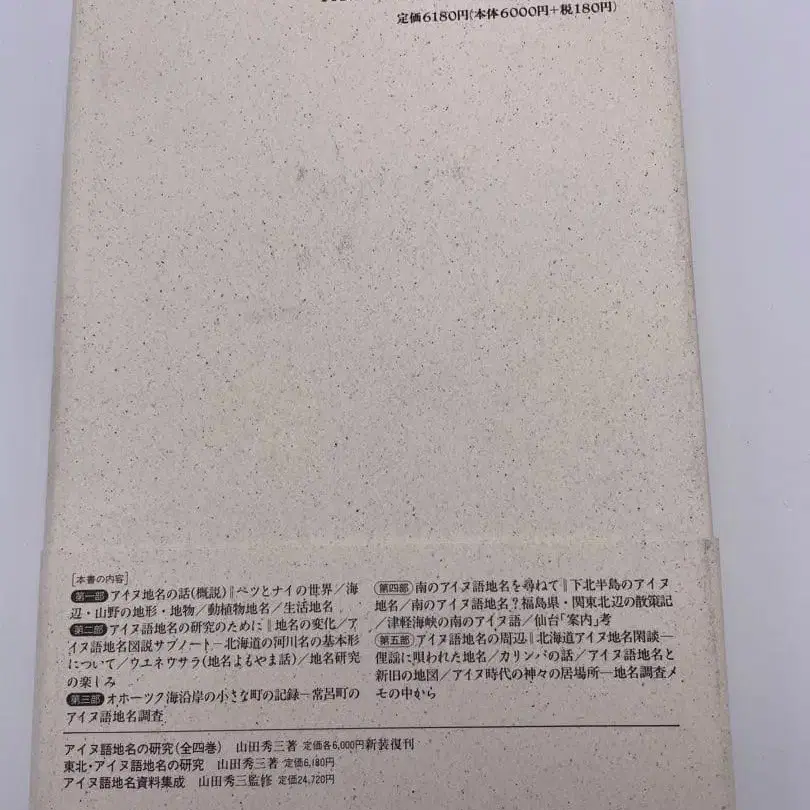 定価6180円(本体6000円+税180円)
[本書の内容]
第一部 アイヌ地名の話(概説)‖ペツとナイの世界/海
辺・山野の地形・地物/動植物地名/生活地名
第二部 アイヌ語地名の研究のために‖地名の変化/ア
イヌ語地名図説サブノート―北海道の河川名の基本形
について/ウエネウサラ(地名よもやま話)/地名研究
の楽しみ
第三部 オホーツク海沿岸の小さな町の記録―常呂町の
アイヌ語地名調査
第四部 南のアイヌ語地名を尋ねて‖下北半島のアイヌ
地名/南のアイヌ語地名?福島県・関東北辺の散策記
/津軽海峡の南のアイヌ語/仙台「案内」考
第五部 アイヌ語地名の周辺‖北海道アイヌ地名閑談―
俚謡に唄われた地名/カリンパの話/アイヌ語地名と
新旧の地図/アイヌ時代の神々の居場所―地名調査メ
モの中から
アイヌ語地名の研究(全四巻) 山田秀三著 定価各6,000円新装復刊
東北・アイヌ地名の研究 山田秀三著 定価6,180円
アイヌ語地名資料集成 山田秀三監修 定価24,720円